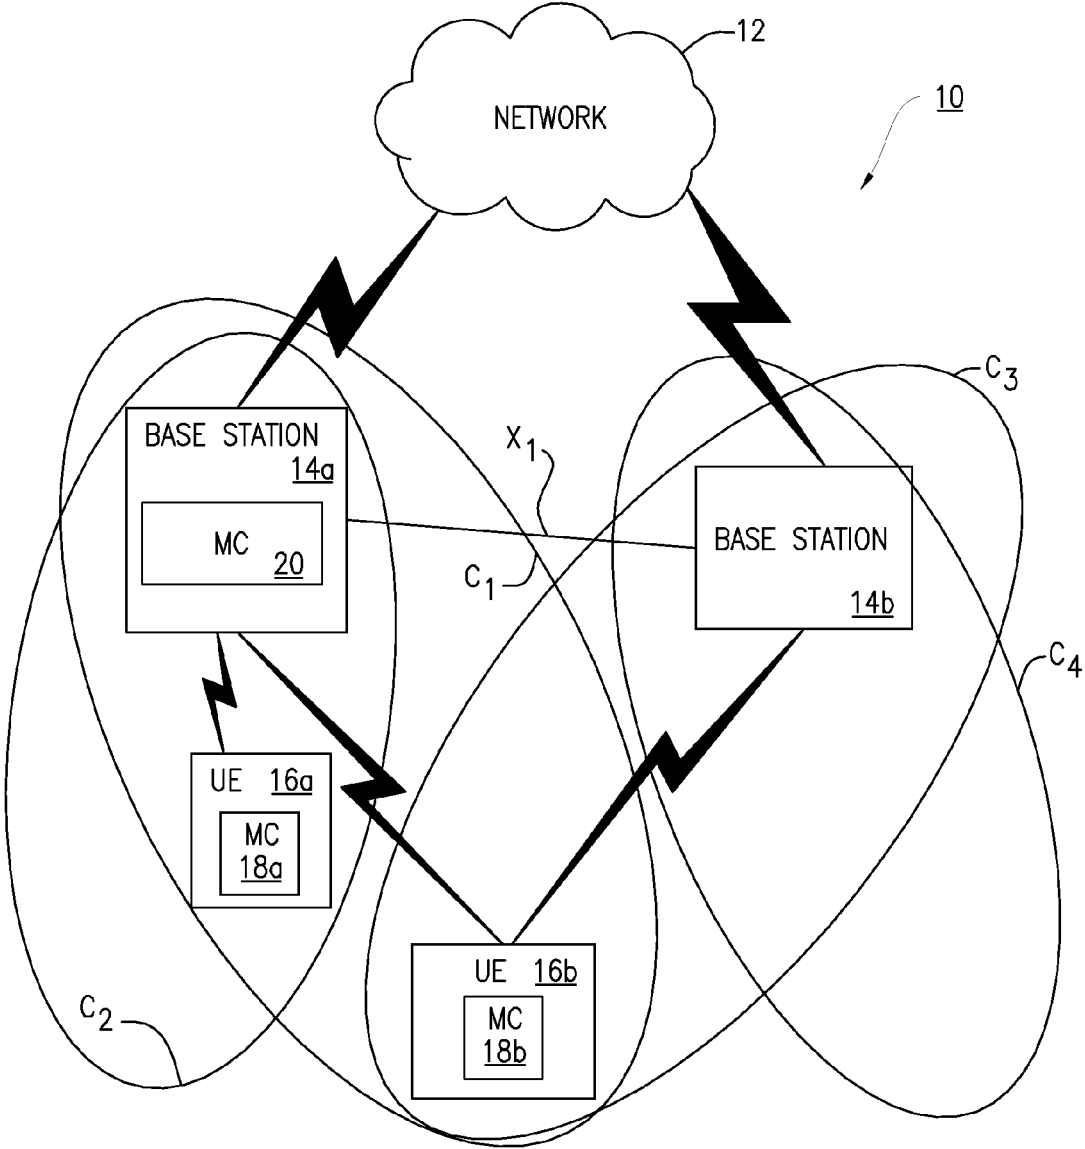 12
NETWORK
10
C3
BASE STATION
14a
X1
MC
20
C1
BASE STATION
14b
C4
UE 16a
MC
18a
UE 16b
C2
MC
18b